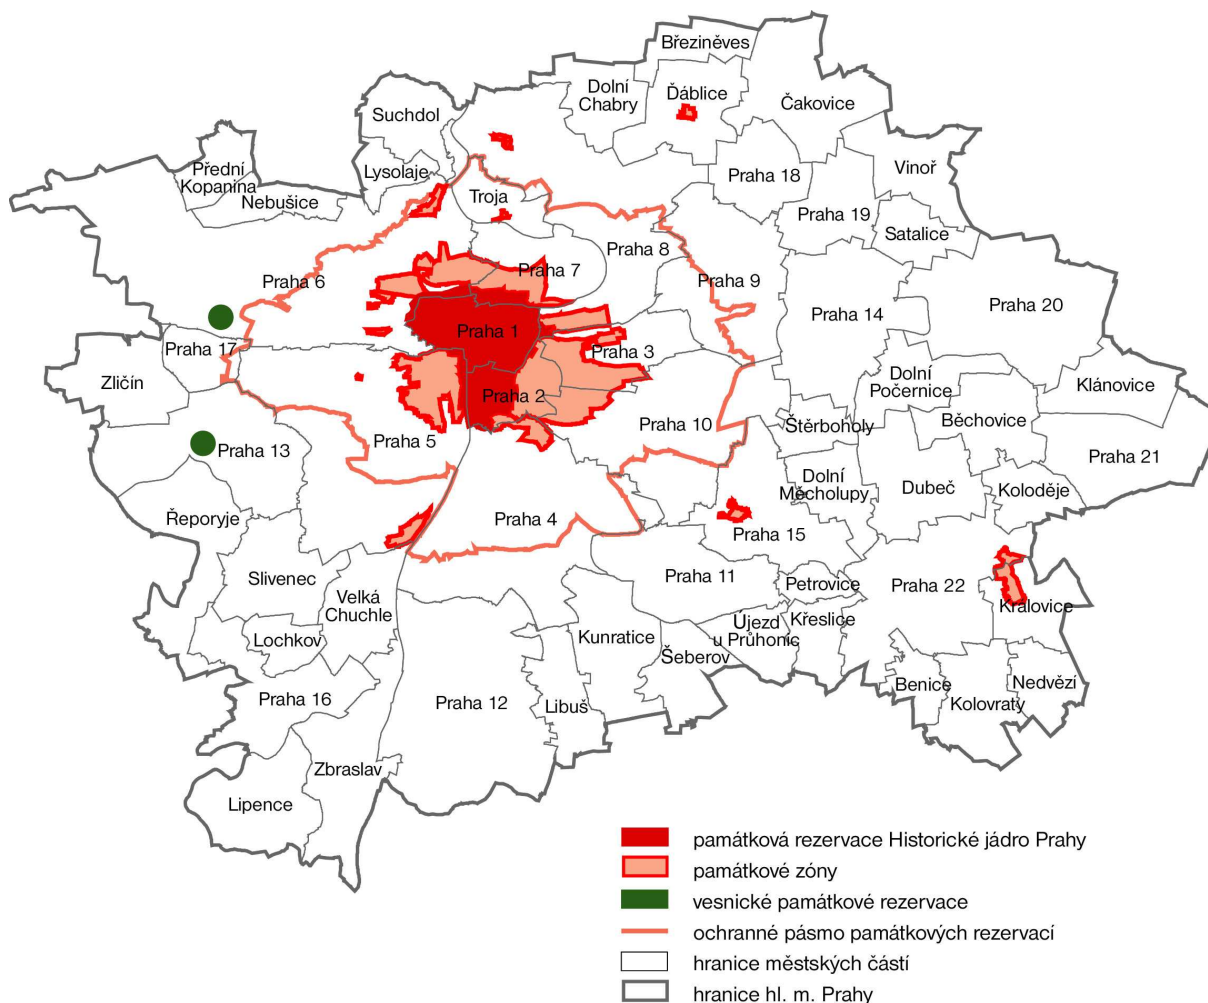 Březiněves
Dolní
Chabry
Ďáblice
Čakovice
Suchdol
Lysolaje
Přední
Kopanina
Nebušice
Troja
Praha 18
Vinoř
Praha 19
Satalice
Praha 8
Praha 7
Praha 6
Praha 9
Praha 20
Praha 14
Praha 1
Praha 17
Praha 3
Zličín
Dolní
Počernice
Klánovice
Praha 2
Běchovice
Praha 10
Štěrboholy
Praha 5
Praha 13
Praha 21
Dolní
Měcholupy
Dubeč
Koloděje
Řeporyje
Praha 4
Praha 15
Slivenec
Praha 11
Petrovice
Praha 22
Královice
Velká
Chuchle
Lochkov
Kunratice
Újezd
u Průhonic
Křeslice
Šeberov
Praha 16
Praha 12
Libuš
Benice
Kolovraty
Nedvězí
Zbraslav
Lipence
památková rezervace Historické jádro Prahy
památkové zóny
vesnické památkové rezervace
ochranné pásmo památkových rezervací
hranice městských částí
hranice hl. m. Prahy